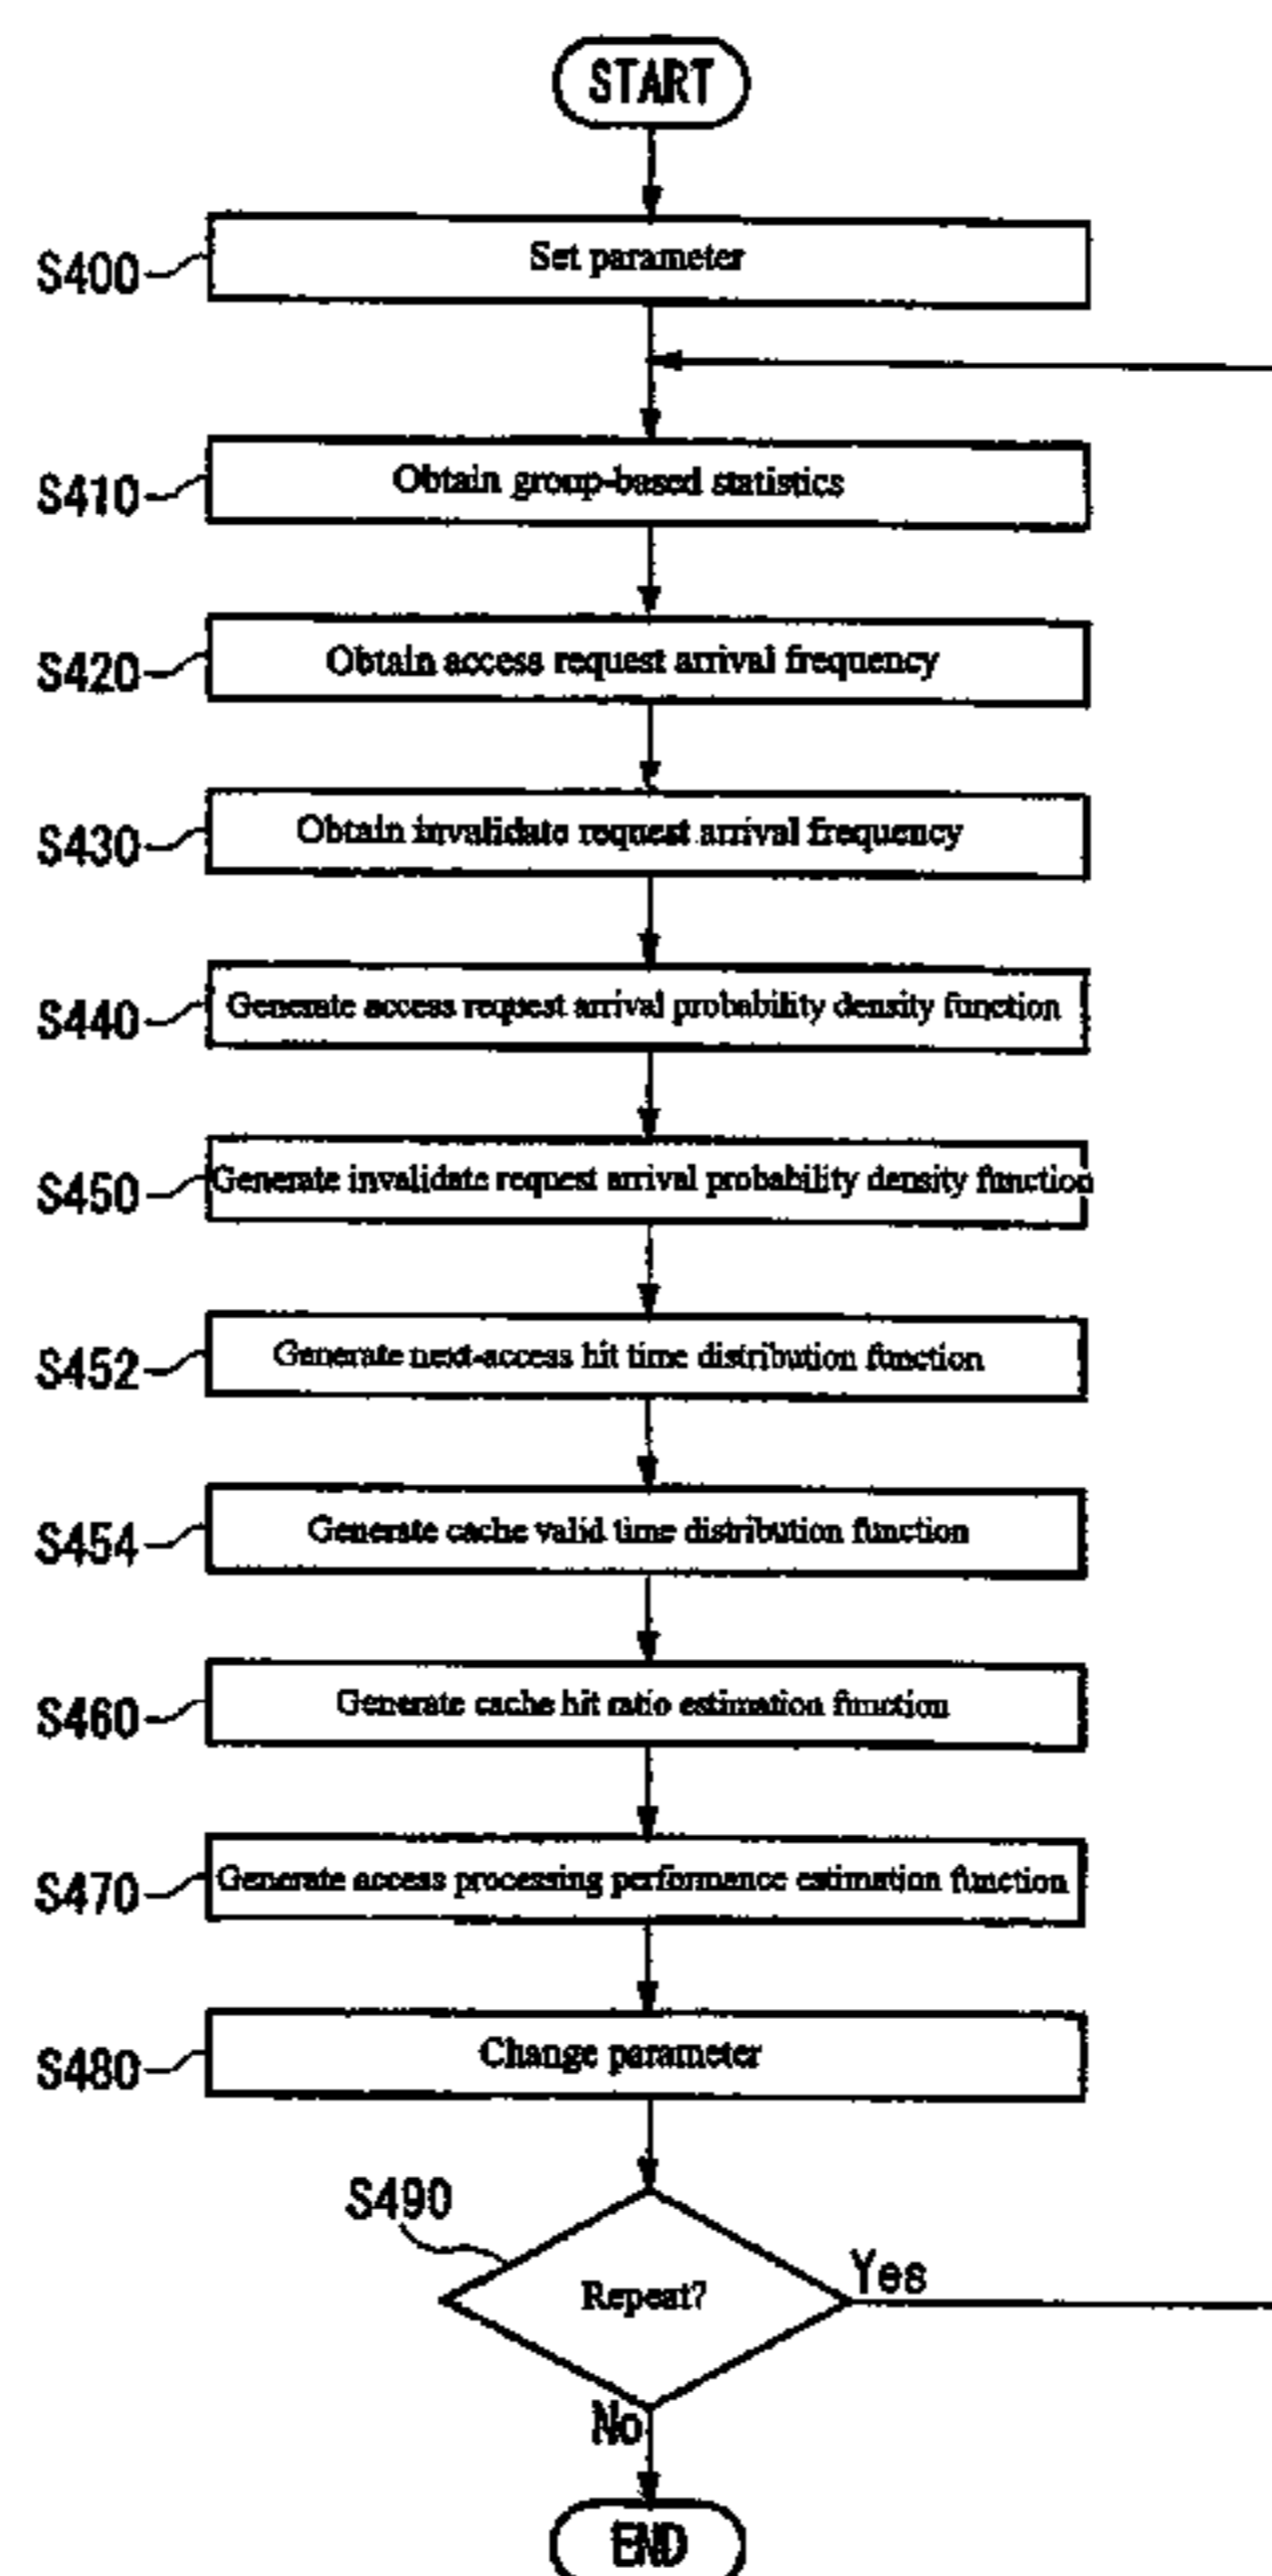 START
S400
Set parameter
S410
Obtain group-based statistics
S420
Obtain access request arrival frequency
S430
Obtain invalidate request arrival frequency
S440
Generate access request arrival probability density function
S450
Generate invalidate request arrival probability density function
S452
Generate next-access hit time distribution function
S454
Generate cache valid time distribution function
S460
Generate cache hit ratio estimation function
S470
Generate access processing performance estimation function
S480
Change parameter
S490
Repeat?
Yes
No
END